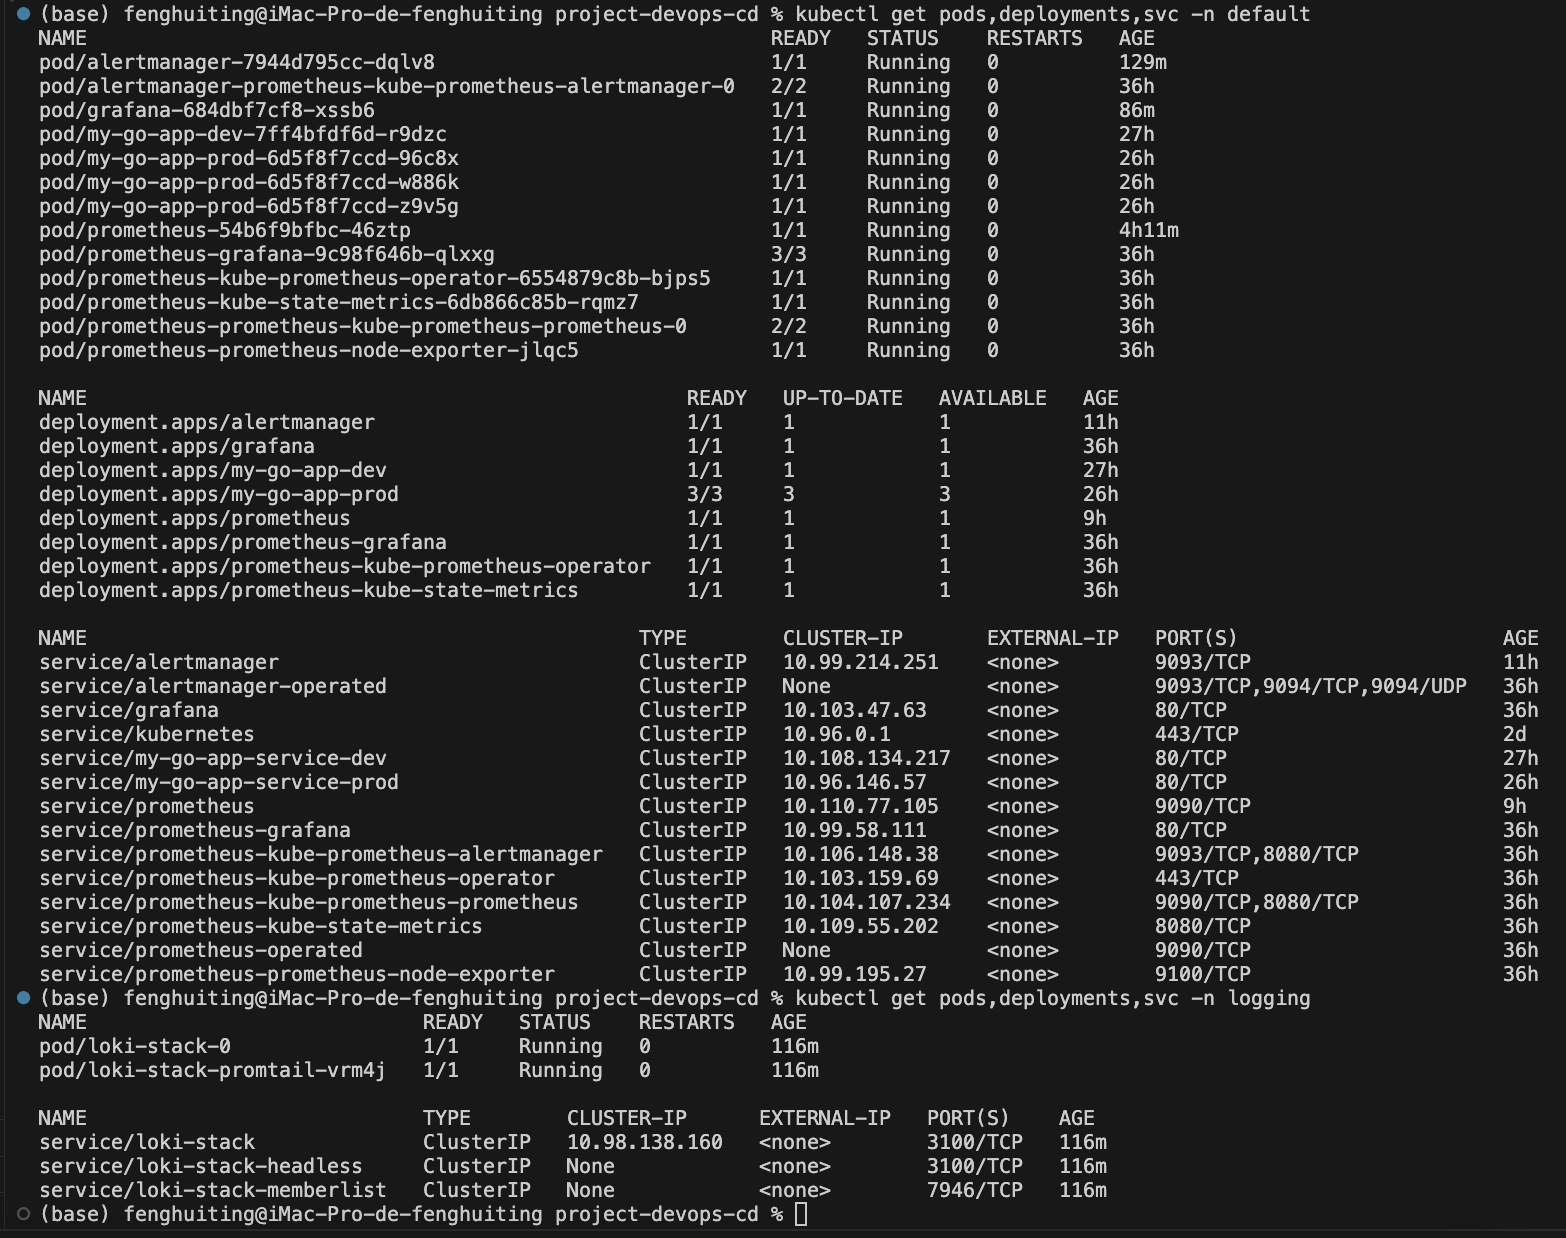 (base) fenghuiting@iMac-Pro-de-fenghuiting project-devops-cd % kubectl get pods,deployments,svc -n default
NAME READY STATUS RESTARTS AGE
pod/alertmanager-7944d795cc-dqlv8 1/1 Running 0 129m
pod/alertmanager-prometheus-kube-prometheus-alertmanager-0 2/2 Running 0 36h
pod/grafana-684dbf7cf8-xssb6 1/1 Running 0 86m
pod/my-go-app-dev-7ff4bfdf6d-r9dzc 1/1 Running 0 27h
pod/my-go-app-prod-6d5f8f7ccd-96c8x 1/1 Running 0 26h
pod/my-go-app-prod-6d5f8f7ccd-w886k 1/1 Running 0 26h
pod/my-go-app-prod-6d5f8f7ccd-z9v5g 1/1 Running 0 26h
pod/prometheus-54b6f9bfbc-46ztp 1/1 Running 0 4h11m
pod/prometheus-grafana-9c98f646b-qlxxg 3/3 Running 0 36h
pod/prometheus-kube-prometheus-operator-6554879c8b-bjps5 1/1 Running 0 36h
pod/prometheus-kube-state-metrics-6db866c85b-rqmz7 1/1 Running 0 36h
pod/prometheus-prometheus-kube-prometheus-prometheus-0 2/2 Running 0 36h
pod/prometheus-prometheus-node-exporter-jlqc5 1/1 Running 0 36h
NAME READY UP-TO-DATE AVAILABLE AGE
deployment.apps/alertmanager 1/1 1 1 11h
deployment.apps/grafana 1/1 1 1 36h
deployment.apps/my-go-app-dev 1/1 1 1 27h
deployment.apps/my-go-app-prod 3/3 3 3 26h
deployment.apps/prometheus 1/1 1 1 9h
deployment.apps/prometheus-grafana 1/1 1 1 36h
deployment.apps/prometheus-kube-prometheus-operator 1/1 1 1 36h
deployment.apps/prometheus-kube-state-metrics 1/1 1 1 36h
NAME TYPE CLUSTER-IP EXTERNAL-IP PORT(S) AGE
service/alertmanager ClusterIP 10.99.214.251 <none> 9093/TCP 11h
service/alertmanager-operated ClusterIP None <none> 9093/TCP,9094/TCP,9094/UDP 36h
service/grafana ClusterIP 10.103.47.63 <none> 80/TCP 36h
service/kubernetes ClusterIP 10.96.0.1 <none> 443/TCP 2d
service/my-go-app-service-dev ClusterIP 10.108.134.217 <none> 80/TCP 27h
service/my-go-app-service-prod ClusterIP 10.96.146.57 <none> 80/TCP 26h
service/prometheus ClusterIP 10.110.77.105 <none> 9090/TCP 9h
service/prometheus-grafana ClusterIP 10.99.58.111 <none> 80/TCP 36h
service/prometheus-kube-prometheus-alertmanager ClusterIP 10.106.148.38 <none> 9093/TCP,8080/TCP 36h
service/prometheus-kube-prometheus-operator ClusterIP 10.103.159.69 <none> 443/TCP 36h
service/prometheus-kube-prometheus-prometheus ClusterIP 10.104.107.234 <none> 9090/TCP,8080/TCP 36h
service/prometheus-kube-state-metrics ClusterIP 10.109.55.202 <none> 8080/TCP 36h
service/prometheus-operated ClusterIP None <none> 9090/TCP 36h
service/prometheus-prometheus-node-exporter ClusterIP 10.99.195.27 <none> 9100/TCP 36h
(base) fenghuiting@iMac-Pro-de-fenghuiting project-devops-cd % kubectl get pods,deployments,svc -n logging
NAME READY STATUS RESTARTS AGE
pod/loki-stack-0 1/1 Running 0 116m
pod/loki-stack-promtail-vrm4j 1/1 Running 0 116m
NAME TYPE CLUSTER-IP EXTERNAL-IP PORT(S) AGE
service/loki-stack ClusterIP 10.98.138.160 <none> 3100/TCP 116m
service/loki-stack-headless ClusterIP None <none> 3100/TCP 116m
service/loki-stack-memberlist ClusterIP None <none> 7946/TCP 116m
(base) fenghuiting@iMac-Pro-de-fenghuiting project-devops-cd %